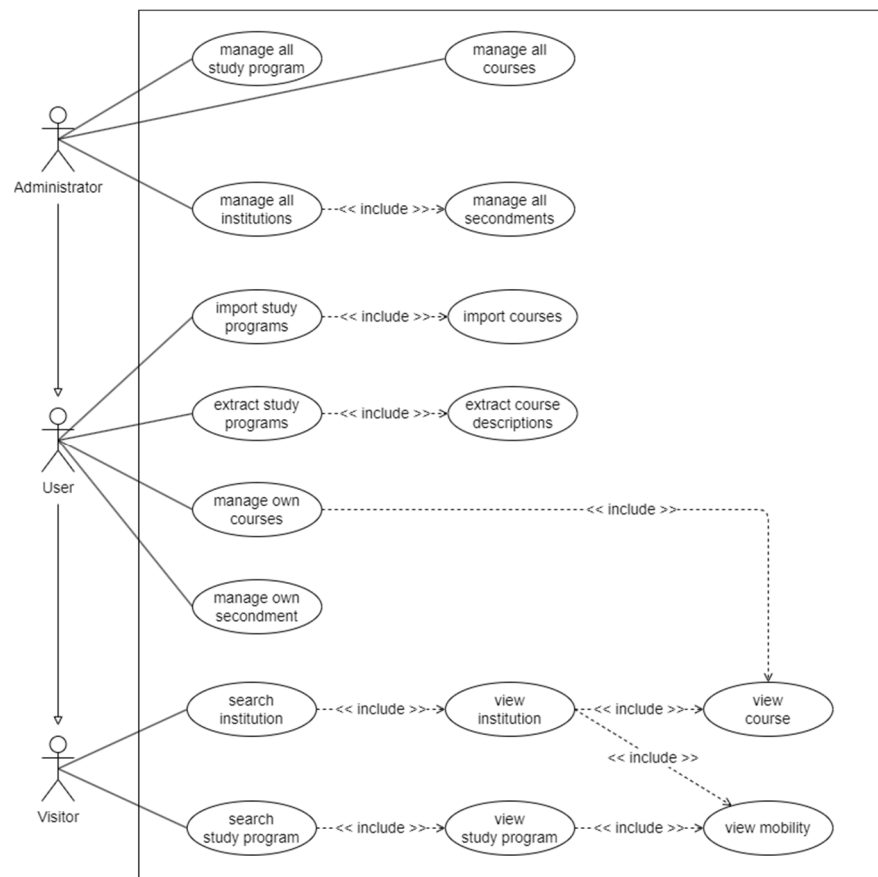 manage all
study program
manage all
courses
Administrator
manage all
institutions
<< include >>
manage all
secondments
import study
programs
<< include >>
import courses
extract study
programs
<< include >>
extract course
descriptions
User
manage own
courses
<< include >>
manage own
secondment
search
institution
<< include >>
view
institution
<< include >>
view
course
<< include >>
Visitor
search
study program
<< include >>
view
study program
<< include >>
view mobility